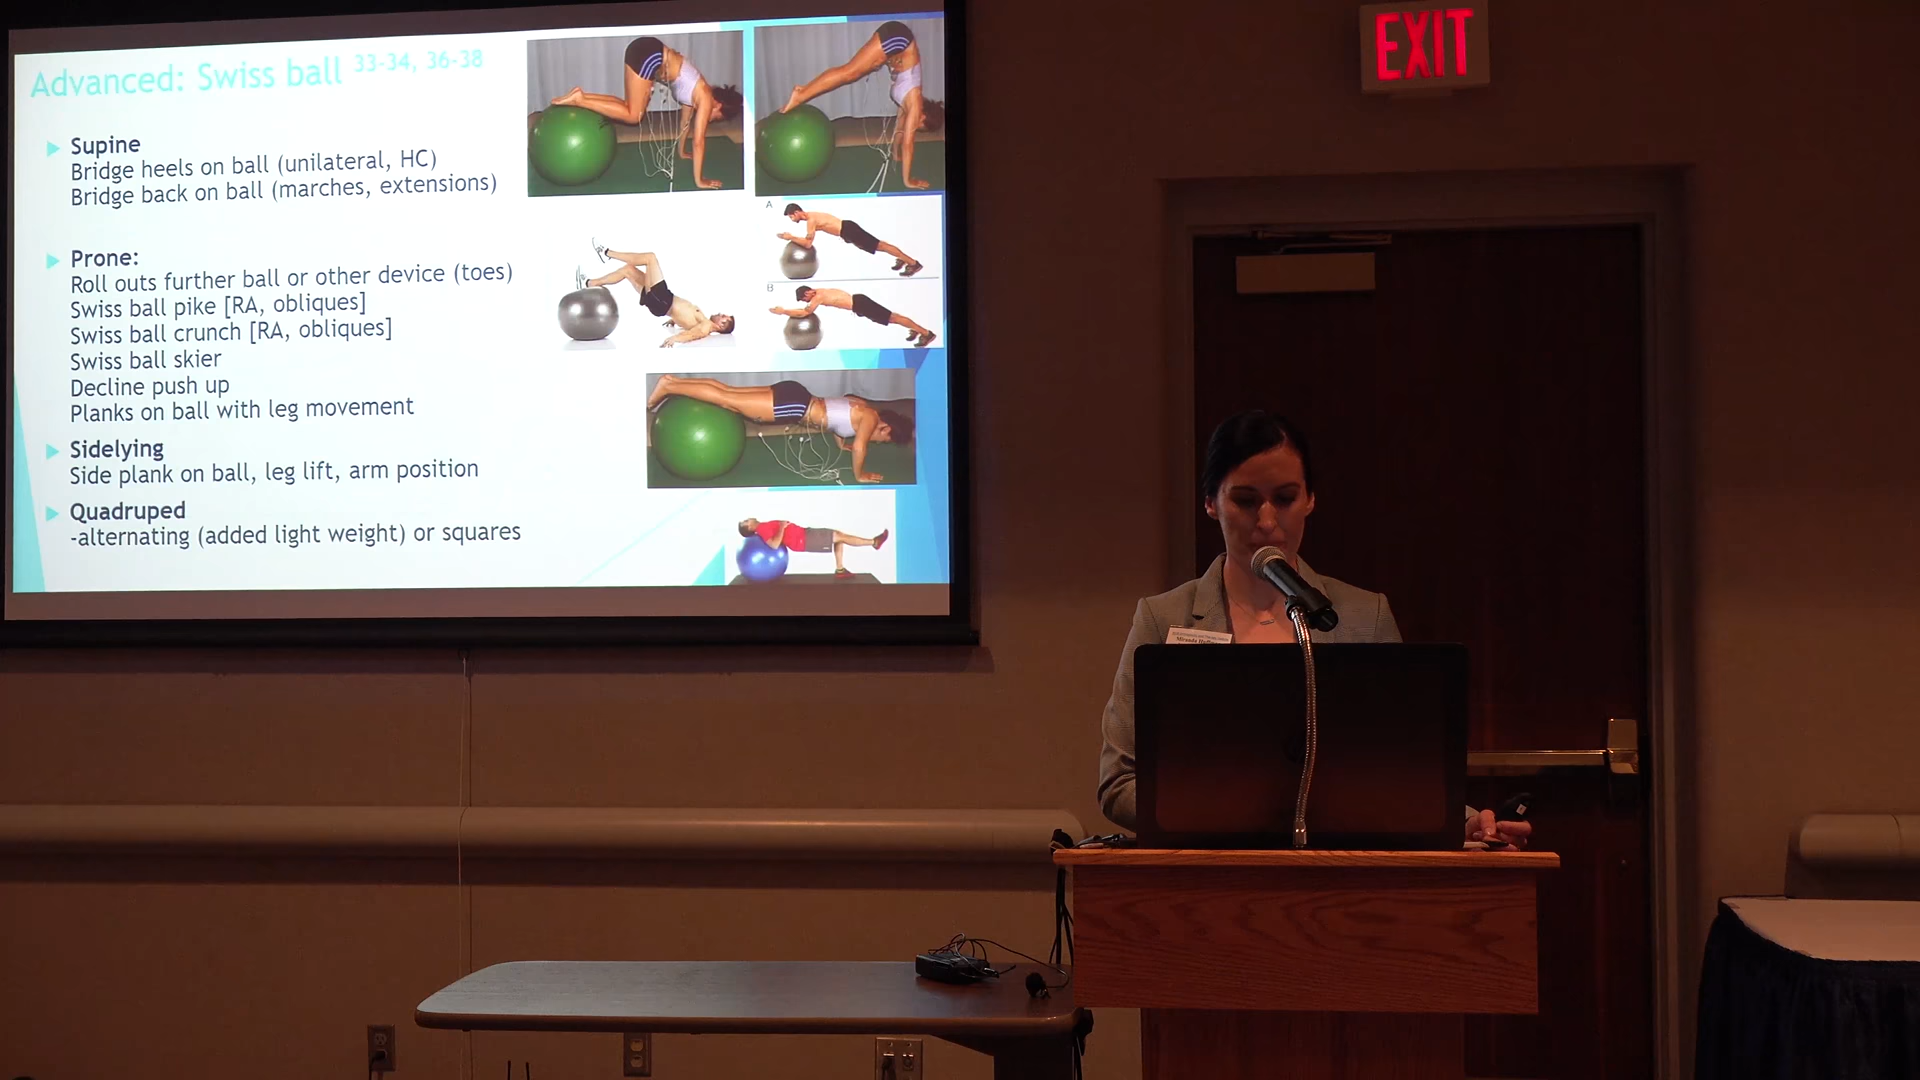 Advanced: Swiss ball 33-34, 36-38
Supine
Bridge heels on ball (unilateral, HC)
Bridge back on ball (marches, extensions)
Prone:
Roll outs further ball or other device (toes)
Swiss ball pike [RA, obliques]
Swiss ball crunch [RA, obliques]
Swiss ball skier
Decline push up
Planks on ball with leg movement
Sidelying
Side plank on ball, leg lift, arm position
Quadruped
-alternating (added light weight) or squares
A
B
EXIT
Miranda